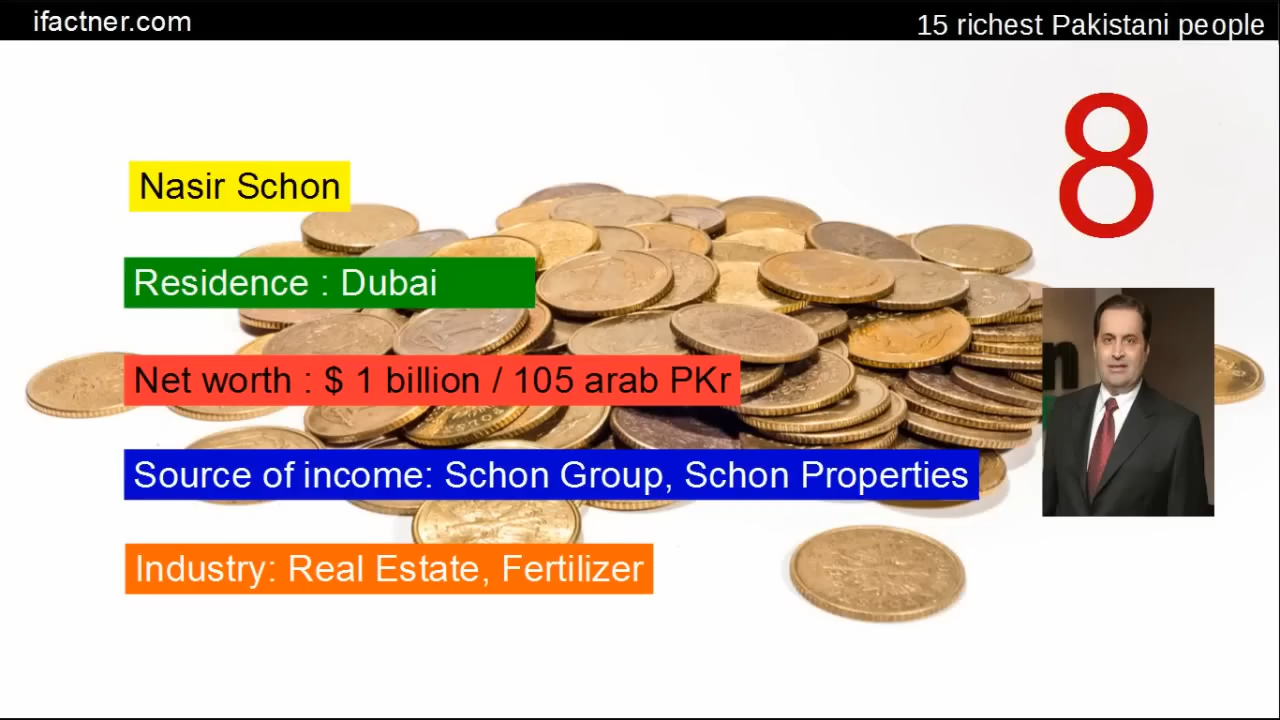 ifactner.com
15 richest Pakistani people
8
Nasir Schon
Residence : Dubai
Net worth : $ 1 billion / 105 arab PKr
Source of income: Schon Group, Schon Properties
Industry: Real Estate, Fertilizer